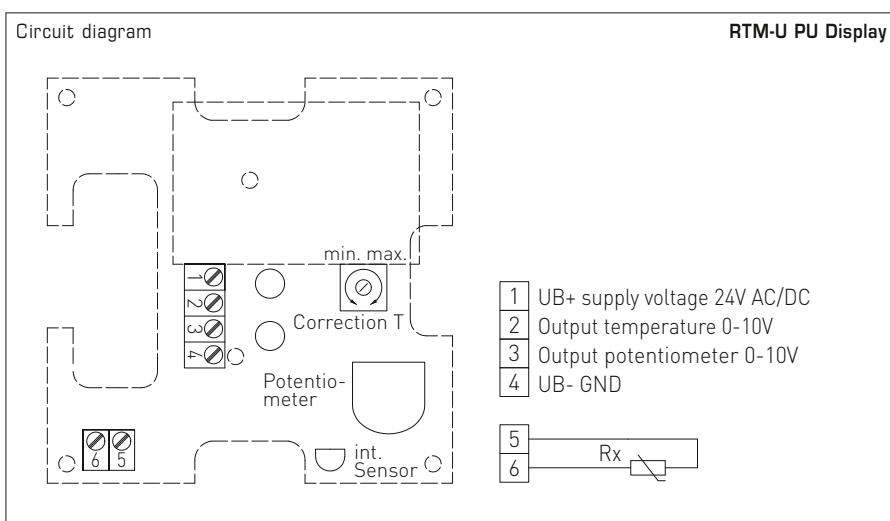 Circuit diagram
RTM-U PU Display
min. max.
1
2
3
4
Correction T
Potentio-
meter
int.
Sensor
6 5
1 UB+ supply voltage 24V AC/DC
2 Output temperature 0-10V
3 Output potentiometer 0-10V
4 UB- GND
5
6
Rx